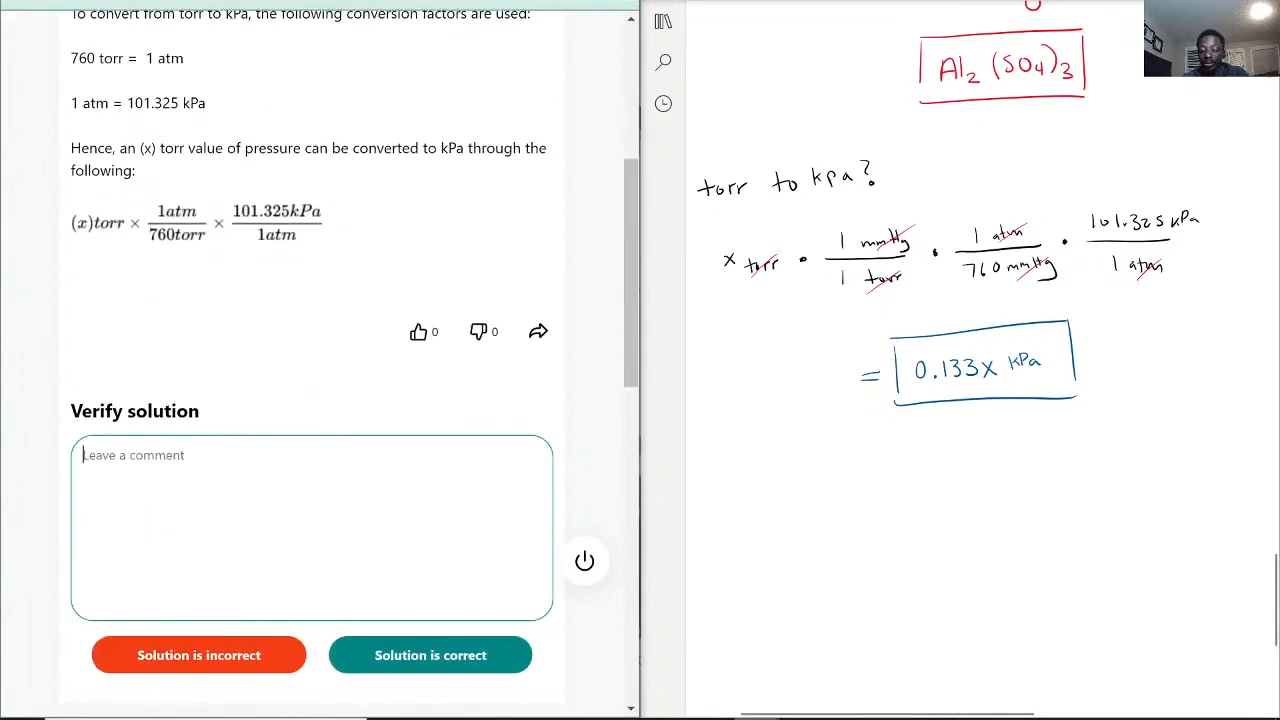 To convert from torr to kPa, the following conversion factors are used:
760 torr = 1 atm
1 atm = 101.325 kPa
Hence, an (x) torr value of pressure can be converted to kPa through the
following:
(x)torr × 1atm/760torr × 101.325kPa/1atm
0 0
Verify solution
Leave a comment
Solution is incorrect Solution is correct
Al₂(SO₄)₃
torr to kPa?
x torr · 1 mmHg/1 torr · 1 atm/760 mmHg · 101.325 kPa/1 atm
= 0.133x kPa